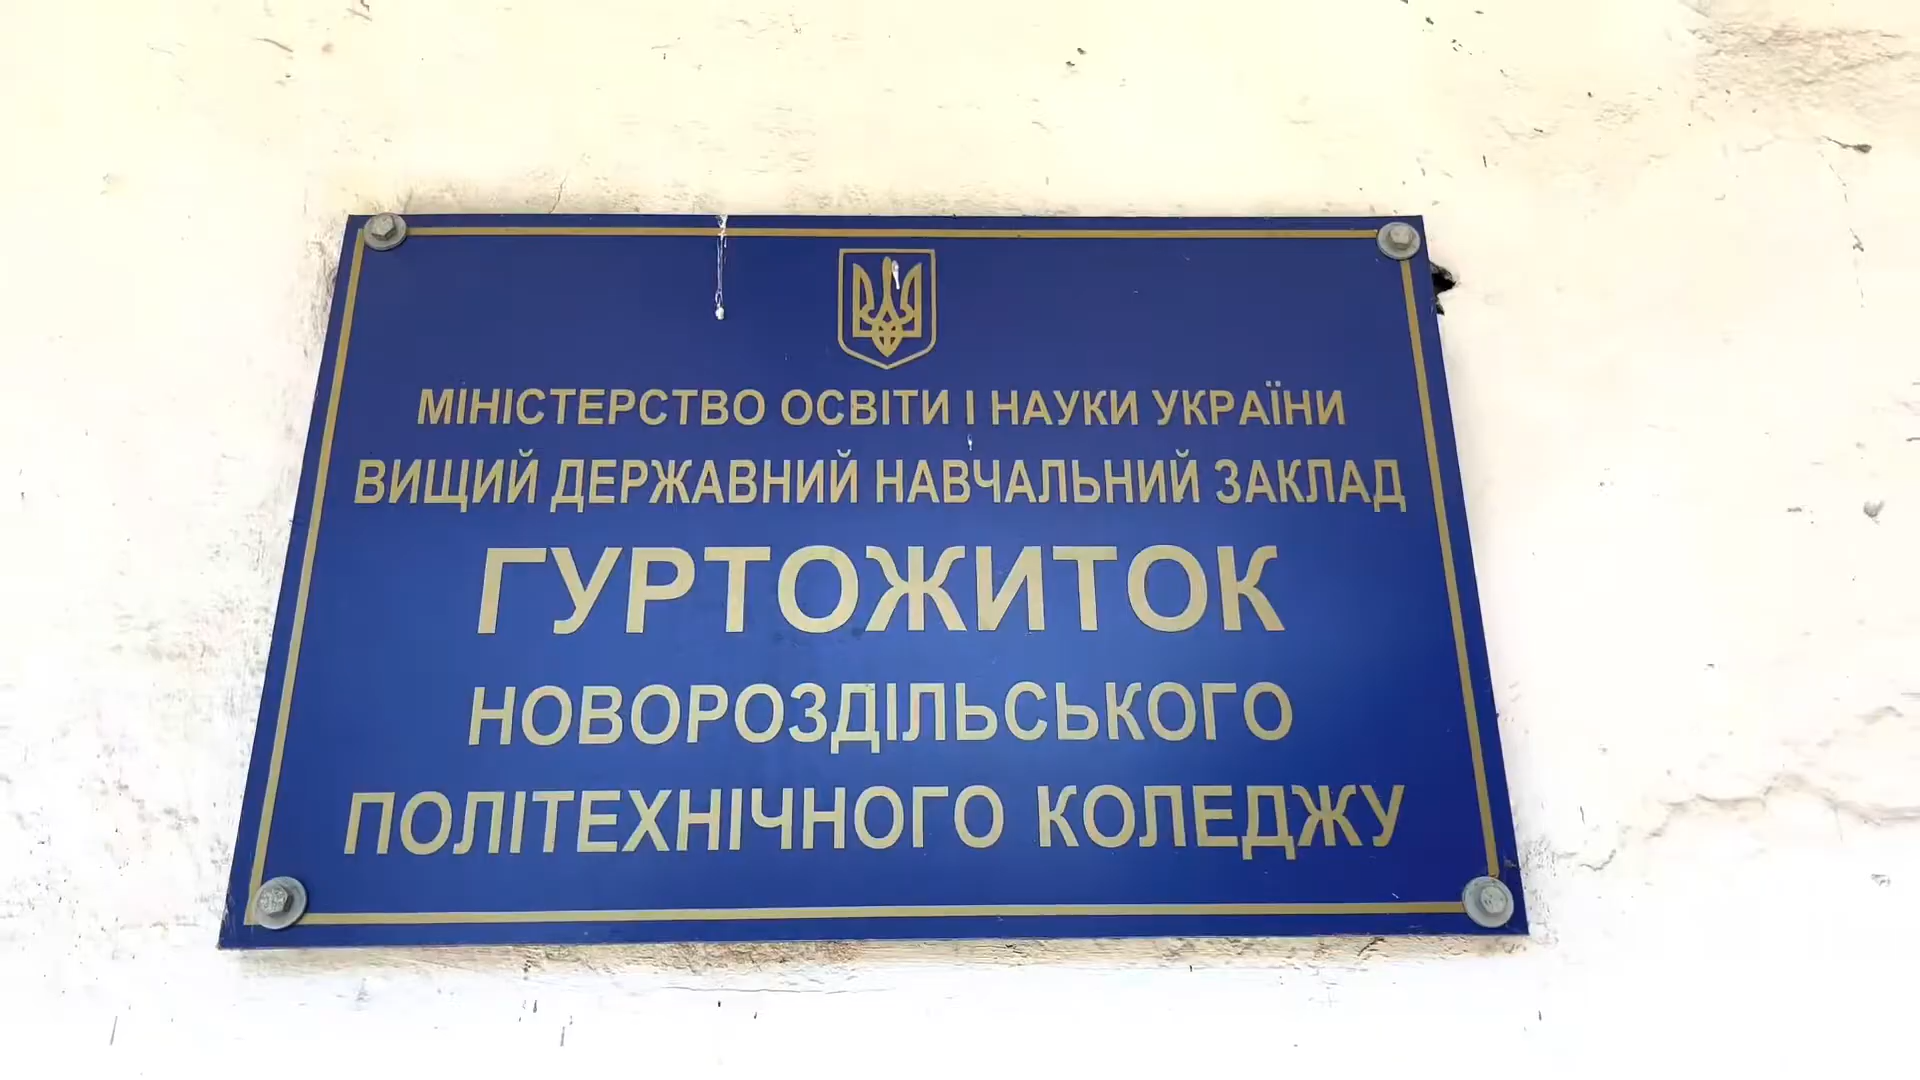 МІНІСТЕРСТВО ОСВІТИ І НАУКИ УКРАЇНИ
ВИЩИЙ ДЕРЖАВНИЙ НАВЧАЛЬНИЙ ЗАКЛАД
ГУРТОЖИТОК
НОВОРОЗДІЛЬСЬКОГО
ПОЛІТЕХНІЧНОГО КОЛЕДЖУ